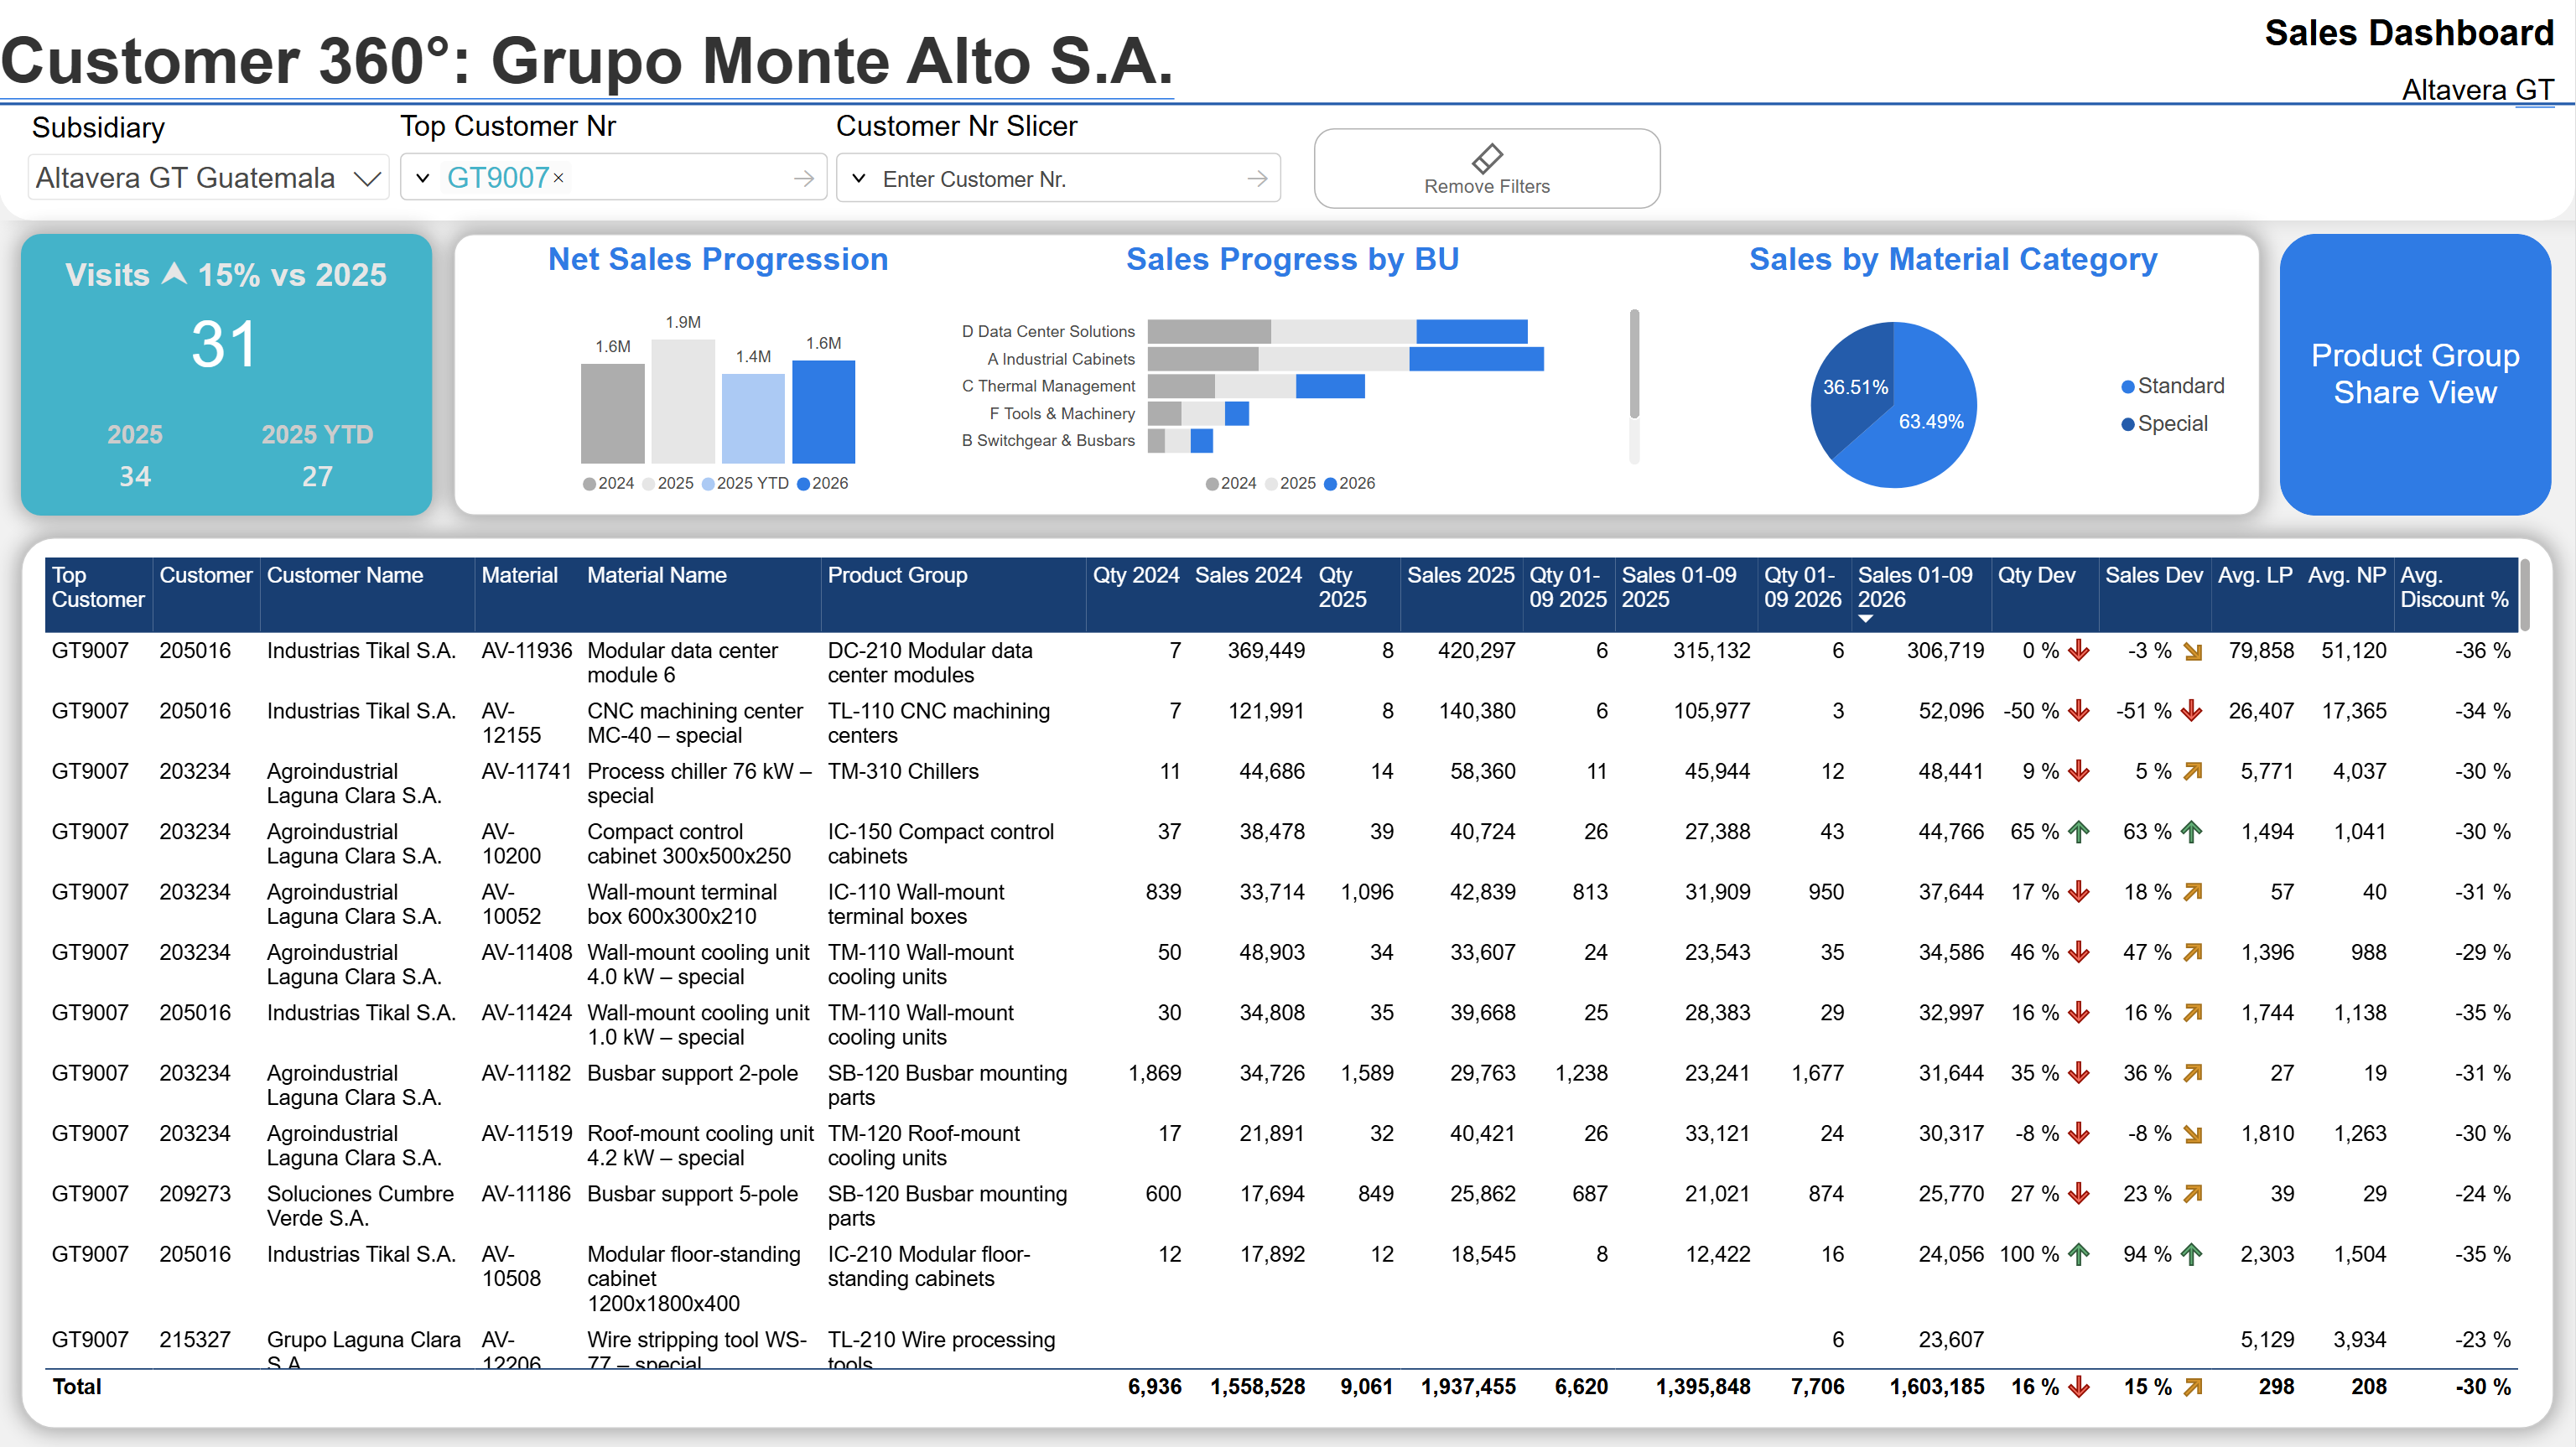 Customer 360°: Grupo Monte Alto S.A.
Sales Dashboard
Altavera GT
Subsidiary
Top Customer Nr
Customer Nr Slicer
Altavera GT Guatemala
GT9007 ×
Enter Customer Nr.
Remove Filters
Visits 15% vs 2025
31
2025 2025 YTD
34 27
Net Sales Progression
1.6M
1.9M
1.4M
1.6M
2024 2025 2025 YTD 2026
Sales Progress by BU
D Data Center Solutions
A Industrial Cabinets
C Thermal Management
F Tools & Machinery
B Switchgear & Busbars
2024 2025 2026
Sales by Material Category
36.51%
63.49%
Standard
Special
Product Group
Share View
Top Customer Customer Customer Name Material Material Name Product Group Qty 2024 Sales 2024 Qty 2025 Sales 2025 Qty 01-09 2025 Sales 01-09 2025 Qty 01-09 2026 Sales 01-09 2026 Qty Dev Sales Dev Avg. LP Avg. NP Avg. Discount %
GT9007 205016 Industrias Tikal S.A. AV-11936 Modular data center module 6 DC-210 Modular data center modules 7 369,449 8 420,297 6 315,132 6 306,719 0 % -3 % 79,858 51,120 -36 %
GT9007 205016 Industrias Tikal S.A. AV-12155 CNC machining center MC-40 – special TL-110 CNC machining centers 7 121,991 8 140,380 6 105,977 3 52,096 -50 % -51 % 26,407 17,365 -34 %
GT9007 203234 Agroindustrial Laguna Clara S.A. AV-11741 Process chiller 76 kW – special TM-310 Chillers 11 44,686 14 58,360 11 45,944 12 48,441 9 % 5 % 5,771 4,037 -30 %
GT9007 203234 Agroindustrial Laguna Clara S.A. AV-10200 Compact control cabinet 300x500x250 IC-150 Compact control cabinets 37 38,478 39 40,724 26 27,388 43 44,766 65 % 63 % 1,494 1,041 -30 %
GT9007 203234 Agroindustrial Laguna Clara S.A. AV-10052 Wall-mount terminal box 600x300x210 IC-110 Wall-mount terminal boxes 839 33,714 1,096 42,839 813 31,909 950 37,644 17 % 18 % 57 40 -31 %
GT9007 203234 Agroindustrial Laguna Clara S.A. AV-11408 Wall-mount cooling unit 4.0 kW – special TM-110 Wall-mount cooling units 50 48,903 34 33,607 24 23,543 35 34,586 46 % 47 % 1,396 988 -29 %
GT9007 205016 Industrias Tikal S.A. AV-11424 Wall-mount cooling unit 1.0 kW – special TM-110 Wall-mount cooling units 30 34,808 35 39,668 25 28,383 29 32,997 16 % 16 % 1,744 1,138 -35 %
GT9007 203234 Agroindustrial Laguna Clara S.A. AV-11182 Busbar support 2-pole SB-120 Busbar mounting parts 1,869 34,726 1,589 29,763 1,238 23,241 1,677 31,644 35 % 36 % 27 19 -31 %
GT9007 203234 Agroindustrial Laguna Clara S.A. AV-11519 Roof-mount cooling unit 4.2 kW – special TM-120 Roof-mount cooling units 17 21,891 32 40,421 26 33,121 24 30,317 -8 % -8 % 1,810 1,263 -30 %
GT9007 209273 Soluciones Cumbre Verde S.A. AV-11186 Busbar support 5-pole SB-120 Busbar mounting parts 600 17,694 849 25,862 687 21,021 874 25,770 27 % 23 % 39 29 -24 %
GT9007 205016 Industrias Tikal S.A. AV-10508 Modular floor-standing cabinet 1200x1800x400 IC-210 Modular floor-standing cabinets 12 17,892 12 18,545 8 12,422 16 24,056 100 % 94 % 2,303 1,504 -35 %
GT9007 215327 Grupo Laguna Clara S.A. AV-12206 Wire stripping tool WS-77 – special TL-210 Wire processing tools 6 23,607 5,129 3,934 -23 %
Total 6,936 1,558,528 9,061 1,937,455 6,620 1,395,848 7,706 1,603,185 16 % 15 % 298 208 -30 %